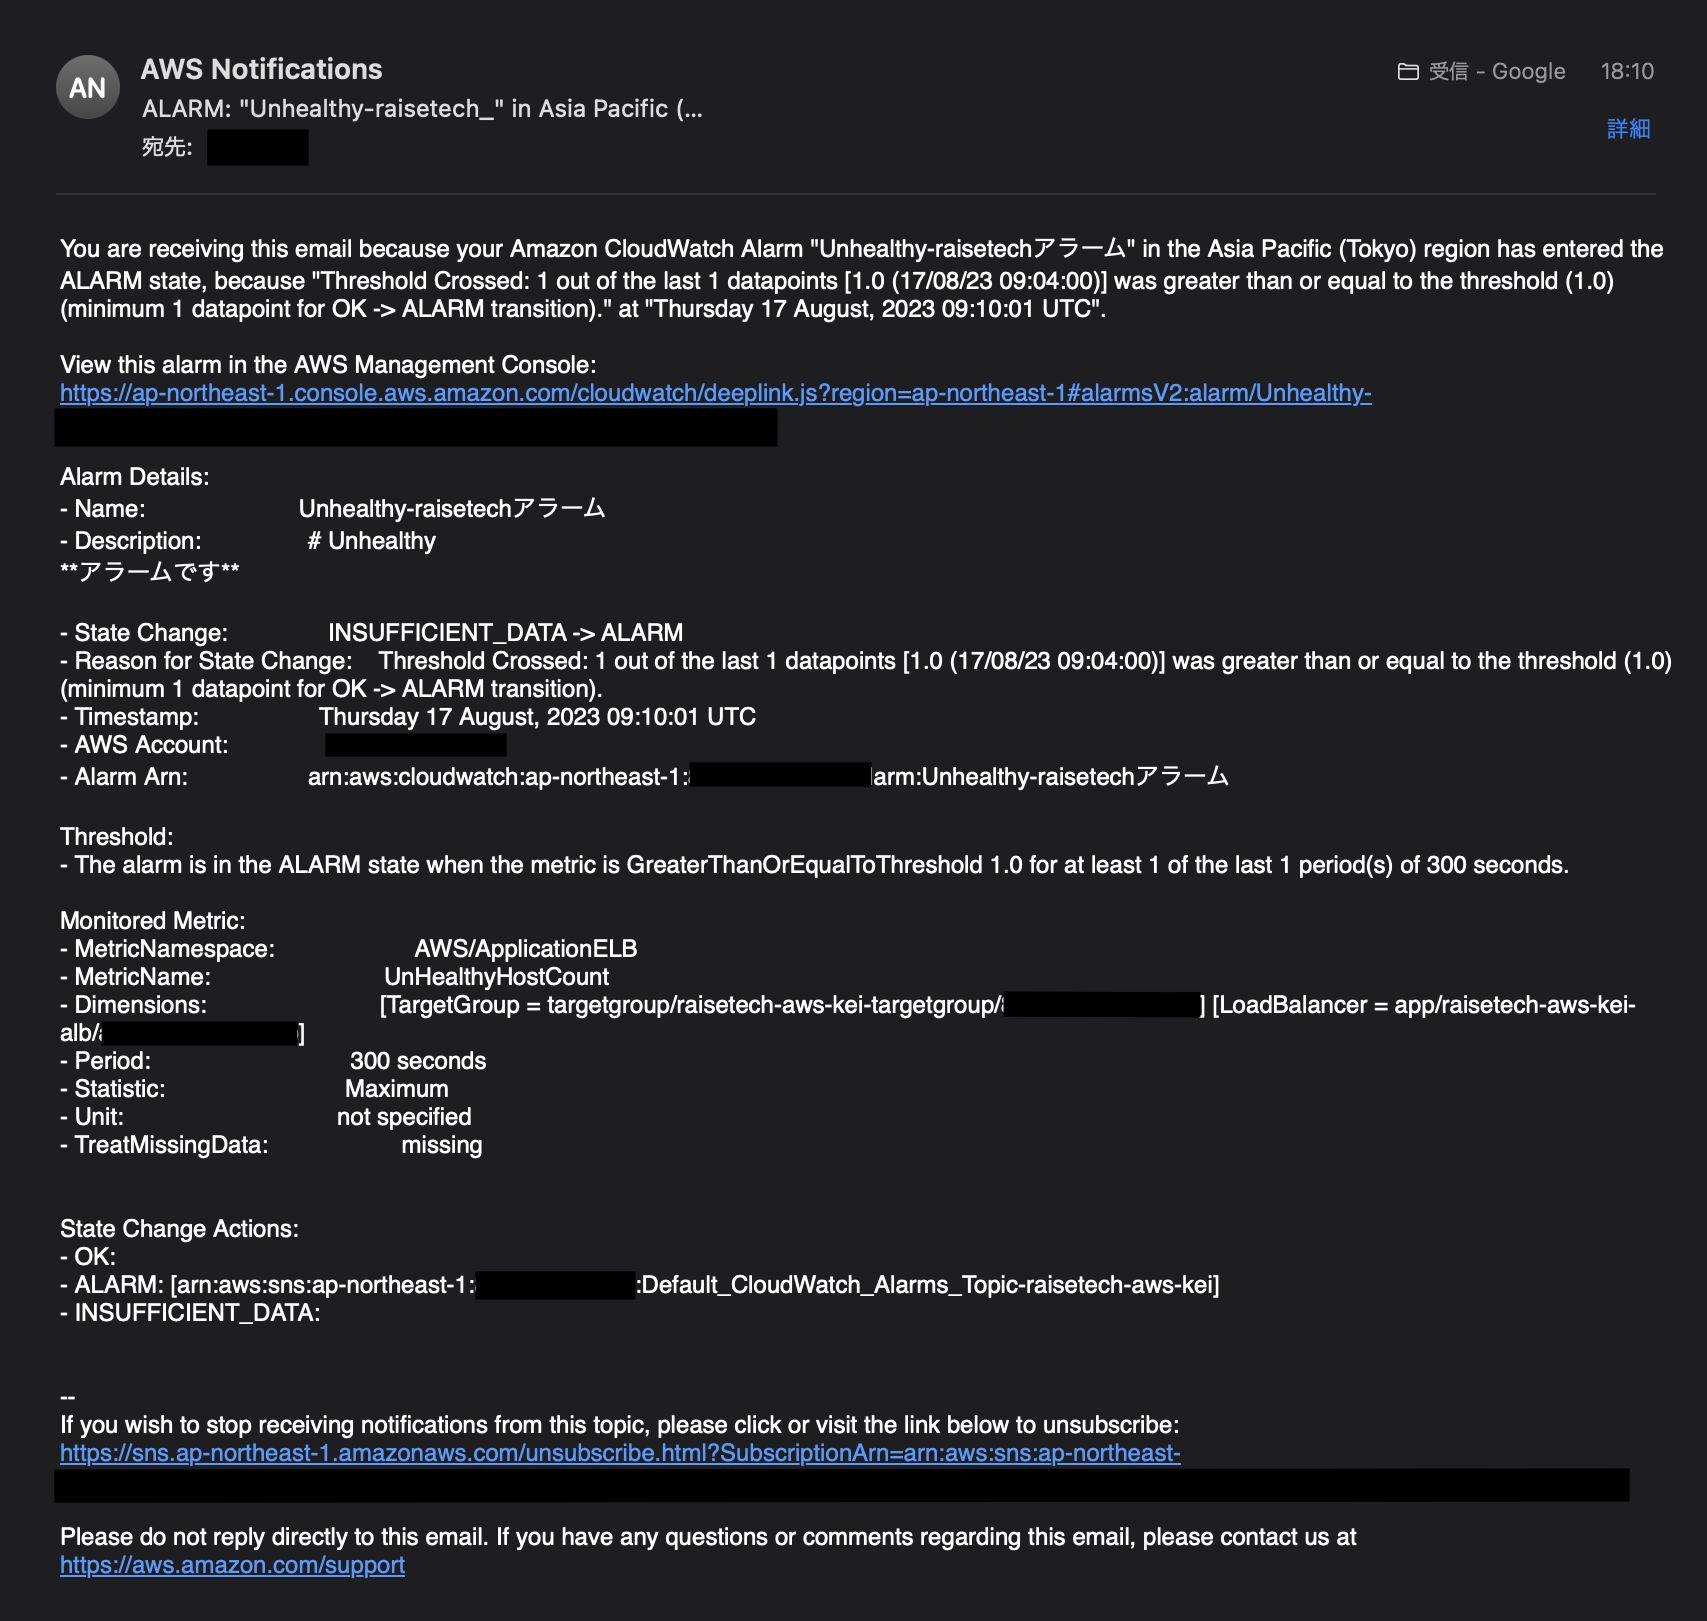 AN
AWS Notifications
受信 - Google 18:10
ALARM: "Unhealthy-raisetech_" in Asia Pacific (...
詳細
宛先:
You are receiving this email because your Amazon CloudWatch Alarm "Unhealthy-raisetechアラーム" in the Asia Pacific (Tokyo) region has entered the
ALARM state, because "Threshold Crossed: 1 out of the last 1 datapoints [1.0 (17/08/23 09:04:00)] was greater than or equal to the threshold (1.0)
(minimum 1 datapoint for OK -> ALARM transition)." at "Thursday 17 August, 2023 09:10:01 UTC".
View this alarm in the AWS Management Console:
https://ap-northeast-1.console.aws.amazon.com/cloudwatch/deeplink.js?region=ap-northeast-1#alarmsV2:alarm/Unhealthy-
Alarm Details:
- Name: Unhealthy-raisetechアラーム
- Description: # Unhealthy
**アラームです**
- State Change: INSUFFICIENT_DATA -> ALARM
- Reason for State Change: Threshold Crossed: 1 out of the last 1 datapoints [1.0 (17/08/23 09:04:00)] was greater than or equal to the threshold (1.0)
(minimum 1 datapoint for OK -> ALARM transition).
- Timestamp: Thursday 17 August, 2023 09:10:01 UTC
- AWS Account:
- Alarm Arn: arn:aws:cloudwatch:ap-northeast-1: larm:Unhealthy-raisetechアラーム
Threshold:
- The alarm is in the ALARM state when the metric is GreaterThanOrEqualToThreshold 1.0 for at least 1 of the last 1 period(s) of 300 seconds.
Monitored Metric:
- MetricNamespace: AWS/ApplicationELB
- MetricName: UnHealthyHostCount
- Dimensions: [TargetGroup = targetgroup/raisetech-aws-kei-targetgroup/ ] [LoadBalancer = app/raisetech-aws-kei-
alb/ ]
- Period: 300 seconds
- Statistic: Maximum
- Unit: not specified
- TreatMissingData: missing
State Change Actions:
- OK:
- ALARM: [arn:aws:sns:ap-northeast-1: :Default_CloudWatch_Alarms_Topic-raisetech-aws-kei]
- INSUFFICIENT_DATA:
--
If you wish to stop receiving notifications from this topic, please click or visit the link below to unsubscribe:
https://sns.ap-northeast-1.amazonaws.com/unsubscribe.html?SubscriptionArn=arn:aws:sns:ap-northeast-
Please do not reply directly to this email. If you have any questions or comments regarding this email, please contact us at
https://aws.amazon.com/support